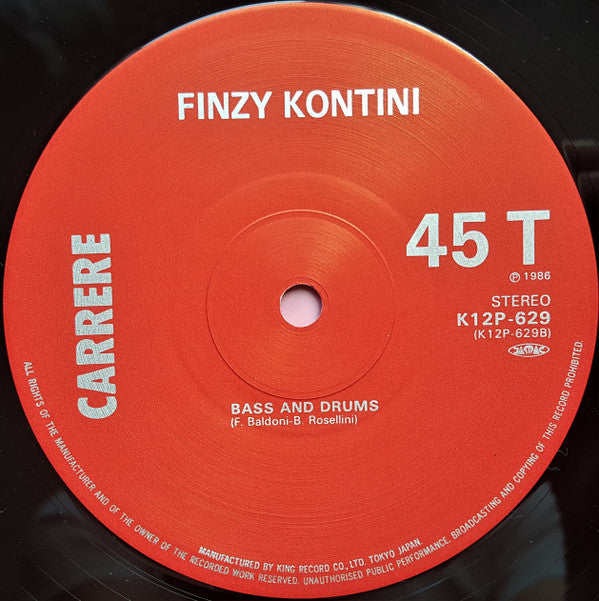 FINZY KONTINI
CARRERE
45 T
Ⓟ 1986
STEREO
K12P-629
(K12P-629B)
JASRAC
BASS AND DRUMS
(F. Baldoni-B. Rosellini)
MANUFACTURED BY KING RECORD CO., LTD. TOKYO JAPAN.
ALL RIGHTS OF THE MANUFACTURER AND OF THE OWNER OF THE RECORDED WORK RESERVED. UNAUTHORISED PUBLIC PERFORMANCE, BROADCASTING AND COPYING OF THIS RECORD PROHIBITED.